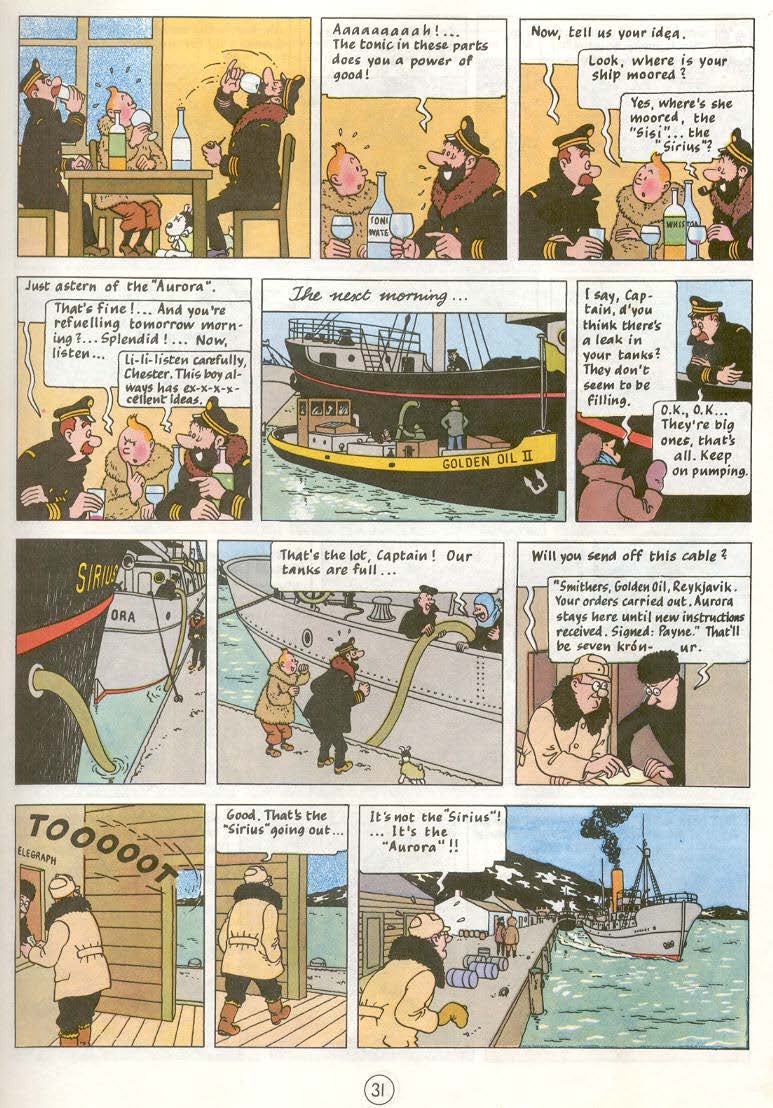 Aaaaaaaaah!...
The tonic in these parts
does you a power of
good!
TONI
WATE
Now, tell us your idea.
Look, where is your
ship moored?
Yes, where's she
moored, the
"Sisi"... the
"Sirius"?
WHIS
Just astern of the "Aurora".
That's fine!... And you're
refuelling tomorrow morn-
ing?... Splendid!... Now,
listen...
Li-li-listen carefully,
Chester. This boy al-
ways has ex-x-x-x-
cellent ideas.
The next morning...
GOLDEN OIL II
I say, Cap-
tain, d'you
think there's
a leak in
your tanks?
They don't
seem to be
filling.
O.K., O.K...
They're big
ones, that's
all. Keep
on pumping.
SIRIUS
ORA
That's the lot, Captain! Our
tanks are full...
Will you send off this cable?
"Smithers, Golden Oil, Reykjavik.
Your orders carried out. Aurora
stays here until new instructions
received. Signed: Payne." That'll
be seven krón-
ur.
TOOOOOT
ELEGRAPH
Good. That's the
"Sirius" going out...
It's not the "Sirius"!
... It's the
"Aurora"!!
31